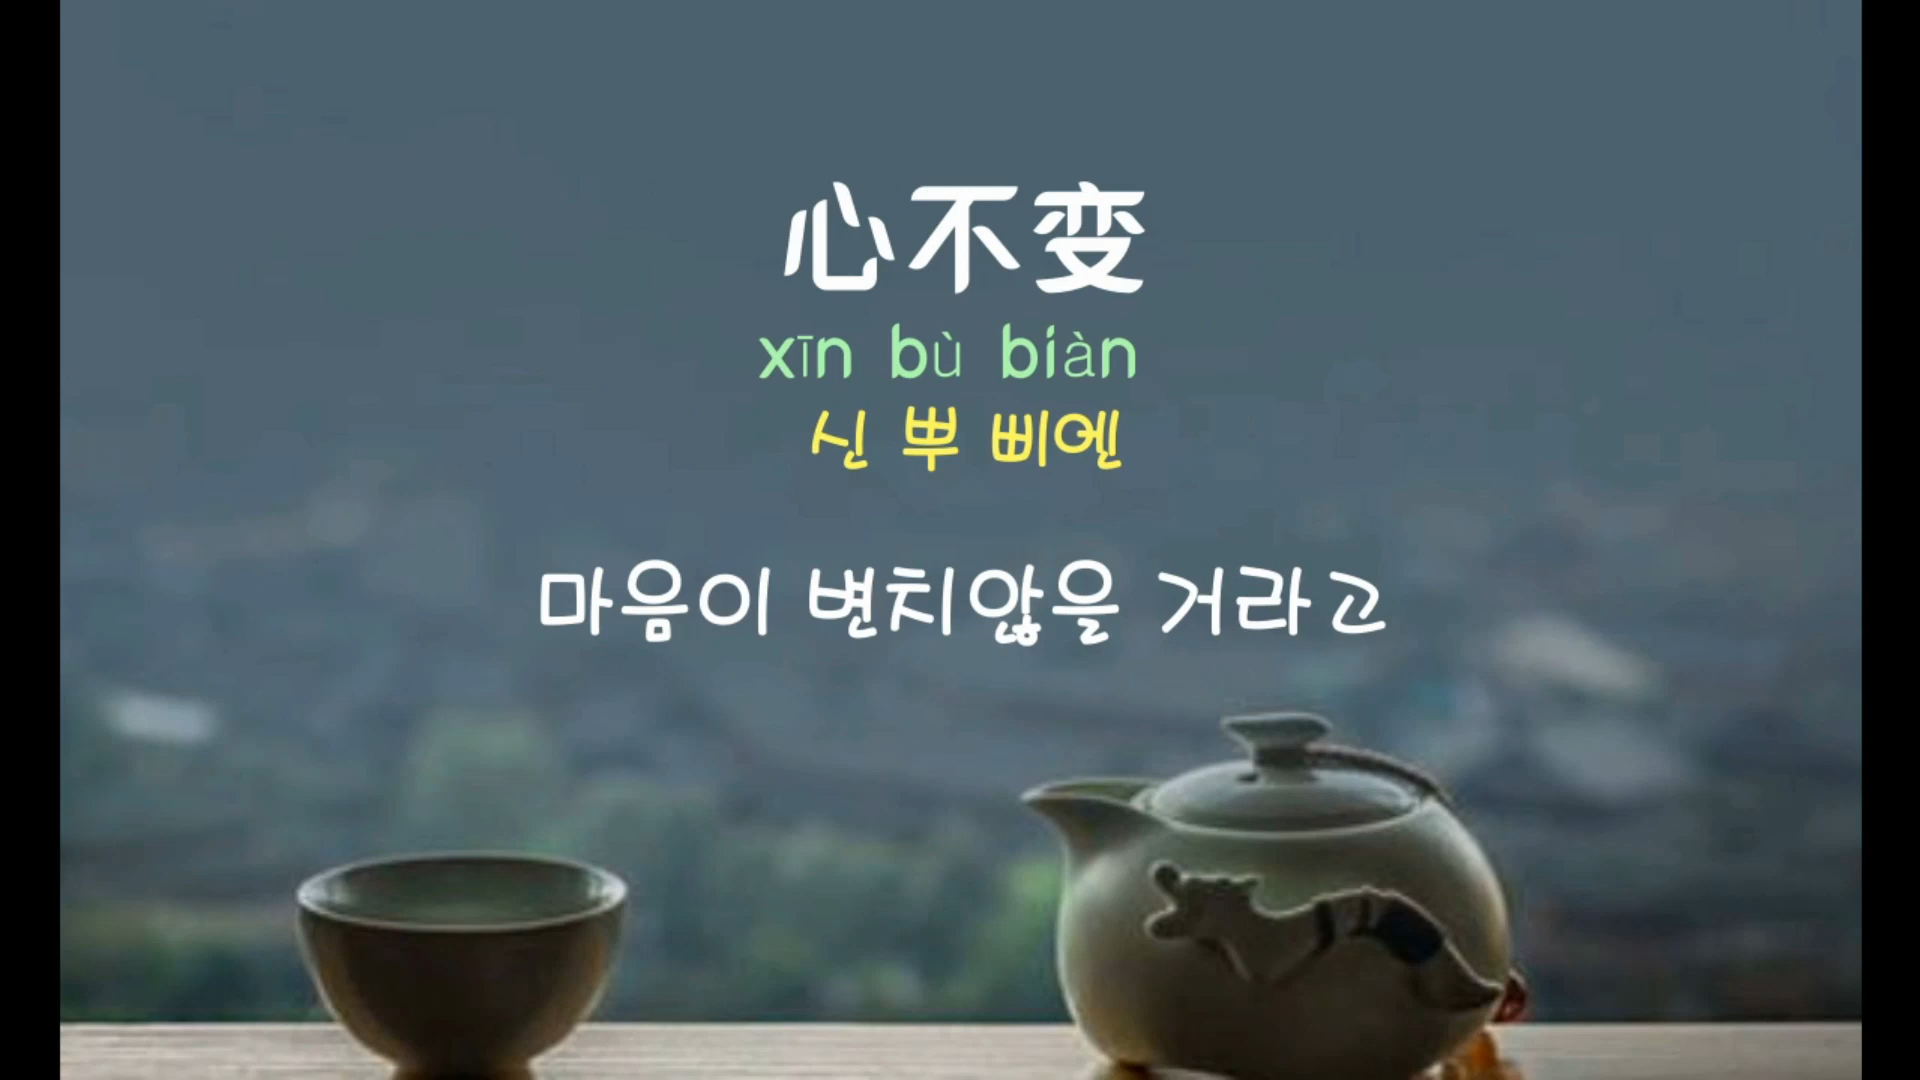 心不变
xīn bù biàn
신 뿌 삐엔
마음이 변치않을 거라고